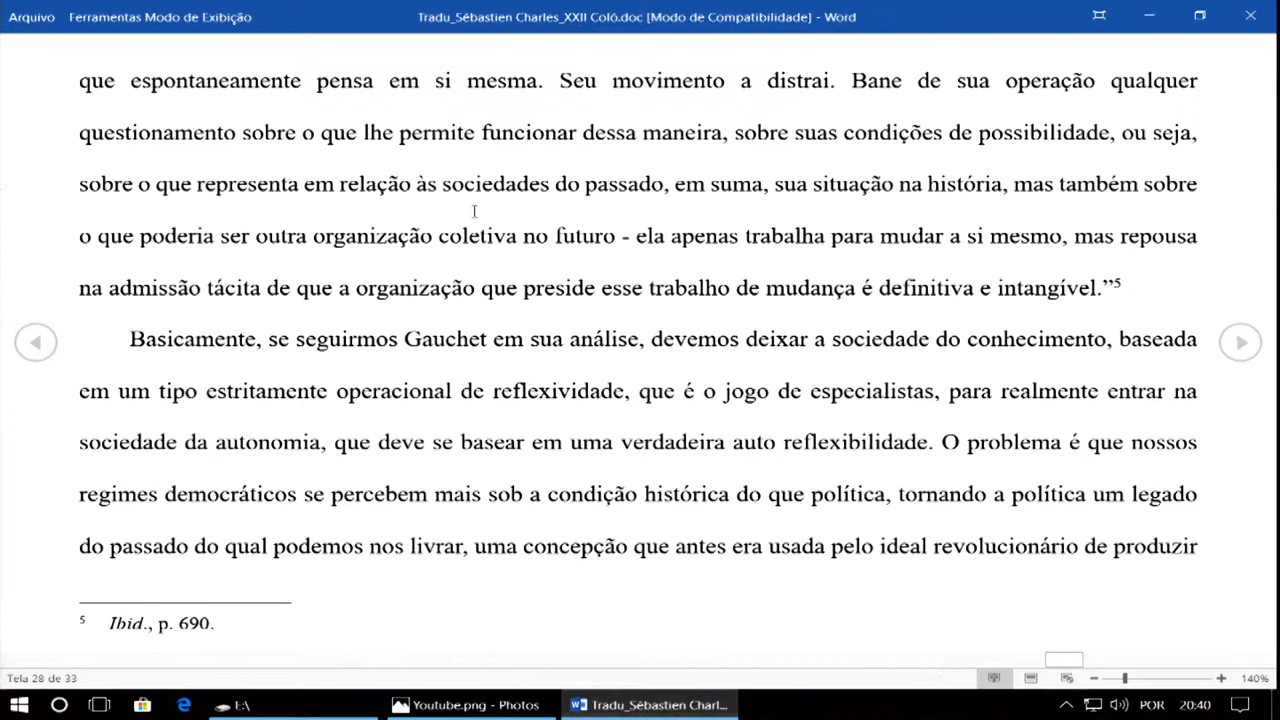 Arquivo Ferramentas Modo de Exibição Tradu_Sébastien Charles_XXII Coló.doc [Modo de Compatibilidade] - Word
que espontaneamente pensa em si mesma. Seu movimento a distrai. Bane de sua operação qualquer
questionamento sobre o que lhe permite funcionar dessa maneira, sobre suas condições de possibilidade, ou seja,
sobre o que representa em relação às sociedades do passado, em suma, sua situação na história, mas também sobre
o que poderia ser outra organização coletiva no futuro - ela apenas trabalha para mudar a si mesmo, mas repousa
na admissão tácita de que a organização que preside esse trabalho de mudança é definitiva e intangível.”5
Basicamente, se seguirmos Gauchet em sua análise, devemos deixar a sociedade do conhecimento, baseada
em um tipo estritamente operacional de reflexividade, que é o jogo de especialistas, para realmente entrar na
sociedade da autonomia, que deve se basear em uma verdadeira auto reflexibilidade. O problema é que nossos
regimes democráticos se percebem mais sob a condição histórica do que política, tornando a política um legado
do passado do qual podemos nos livrar, uma concepção que antes era usada pelo ideal revolucionário de produzir
5 Ibid., p. 690.
Tela 28 de 33 140%
E:\ Youtube.png - Photos Tradu_Sébastien Charl... POR 20:40